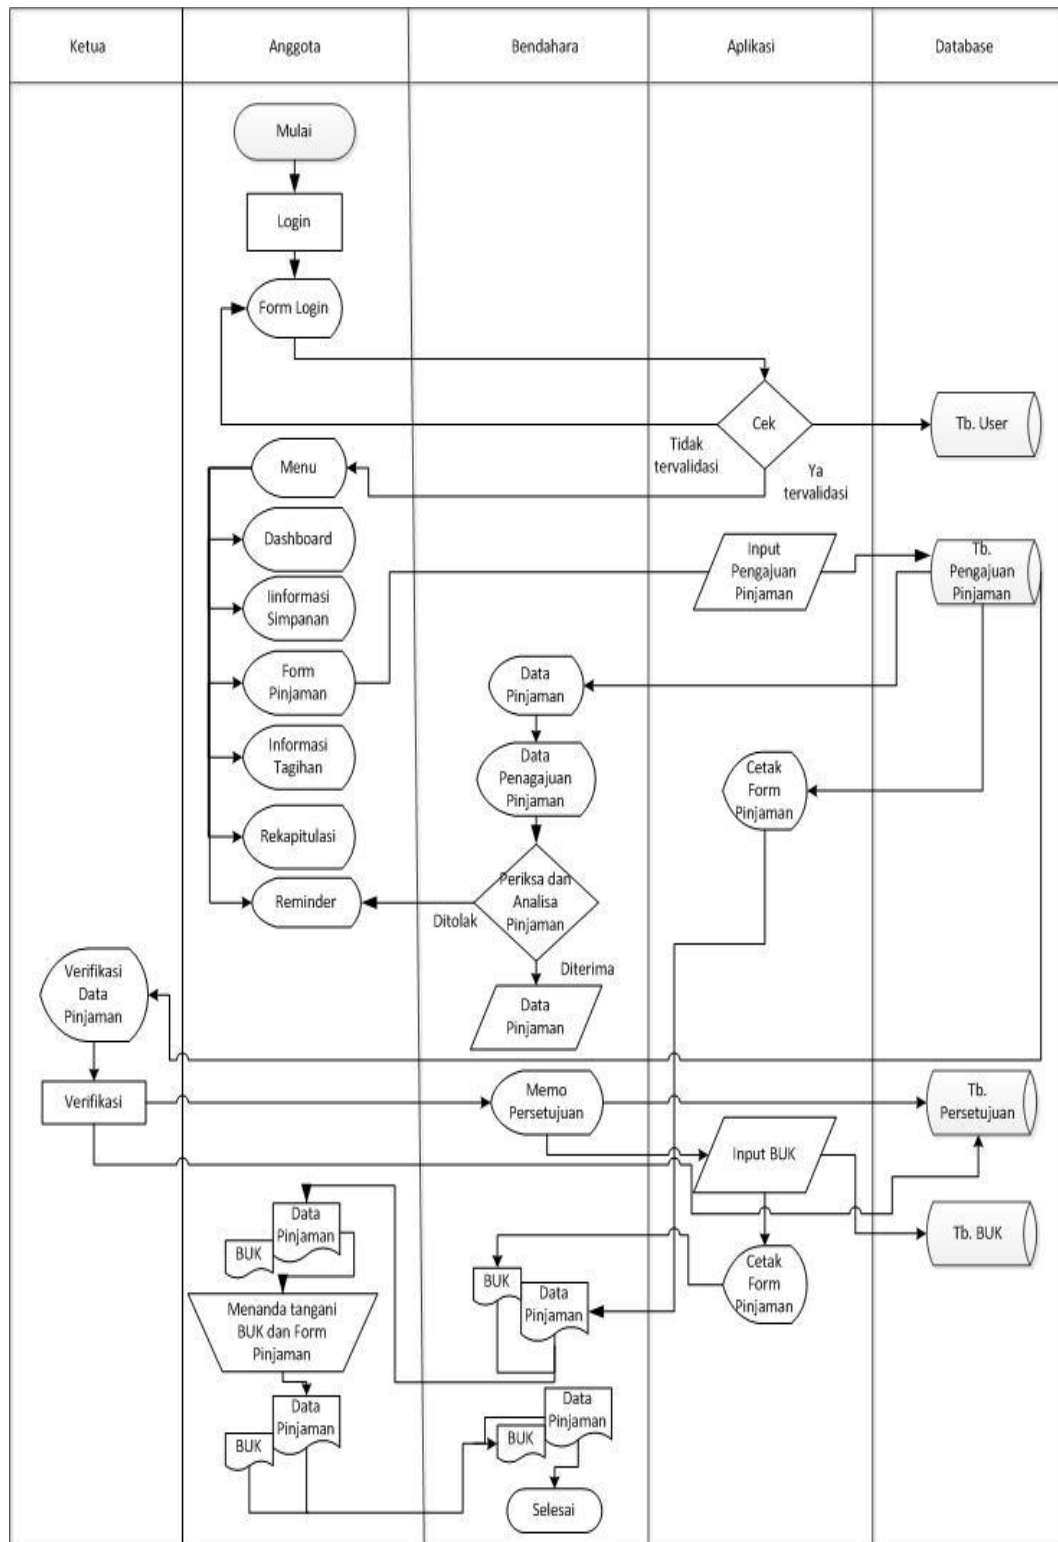 Ketua
Anggota
Bendahara
Aplikasi
Database
Mulai
Login
Form Login
Cek
Tb. User
Tidak
tervalidasi
Ya
tervalidasi
Menu
Dashboard
Iinformasi
Simpanan
Form
Pinjaman
Informasi
Tagihan
Rekapitulasi
Reminder
Input
Pengajuan
Pinjaman
Tb.
Pengajuan
Pinjaman
Data
Pinjaman
Data
Penagajuan
Pinjaman
Cetak
Form
Pinjaman
Periksa dan
Analisa
Pinjaman
Ditolak
Diterima
Data
Pinjaman
Verifikasi
Data
Pinjaman
Verifikasi
Memo
Persetujuan
Tb.
Persetujuan
Input BUK
Tb. BUK
Cetak
Form
Pinjaman
Data
Pinjaman
BUK
BUK
Data
Pinjaman
Menanda tangani
BUK dan Form
Pinjaman
Data
Pinjaman
BUK
Data
Pinjaman
BUK
Selesai